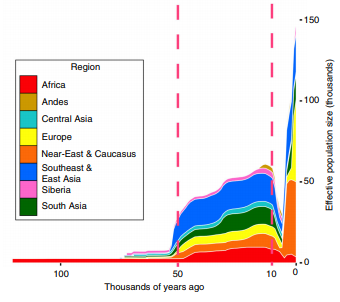 Region
Africa
Andes
Central Asia
Europe
Near-East & Caucasus
Southeast &
East Asia
Siberia
South Asia
150
100
50
0
Effective population size (thousands)
100
50
10
0
Thousands of years ago